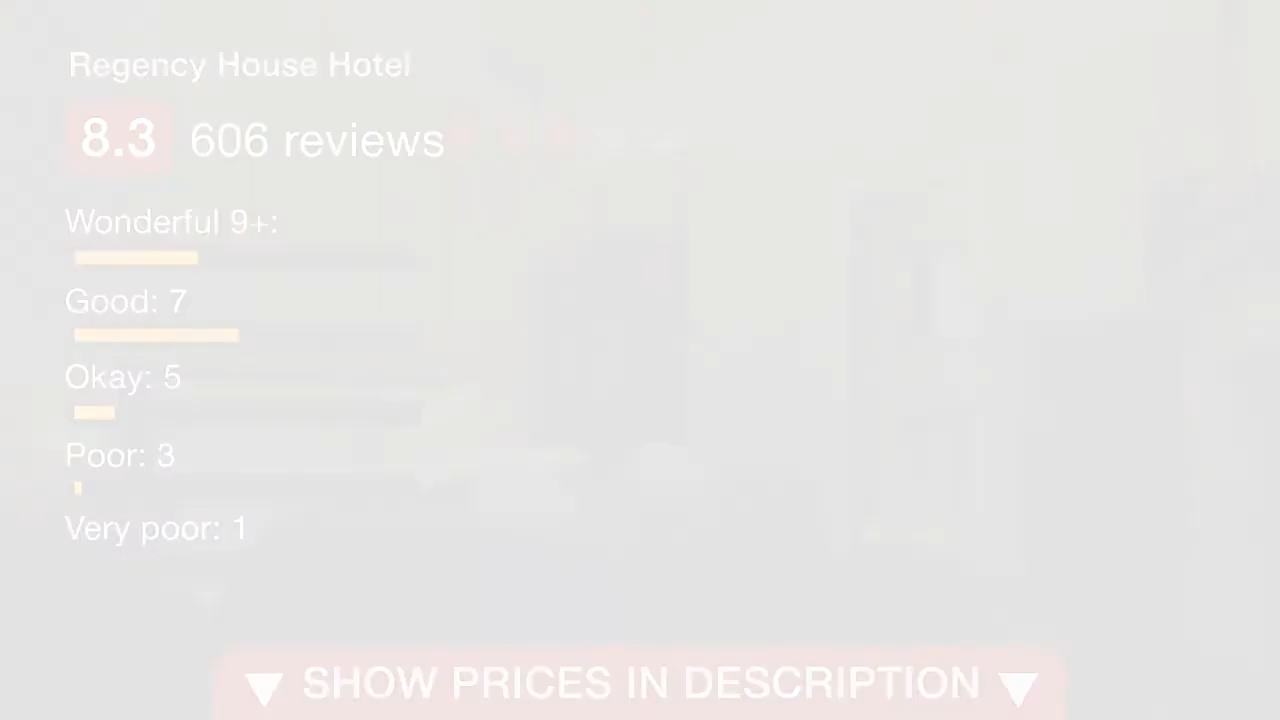 Regency House Hotel
8.3 606 reviews
Wonderful 9+:
Good: 7
Okay: 5
Poor: 3
Very poor: 1
▼ SHOW PRICES IN DESCRIPTION ▼